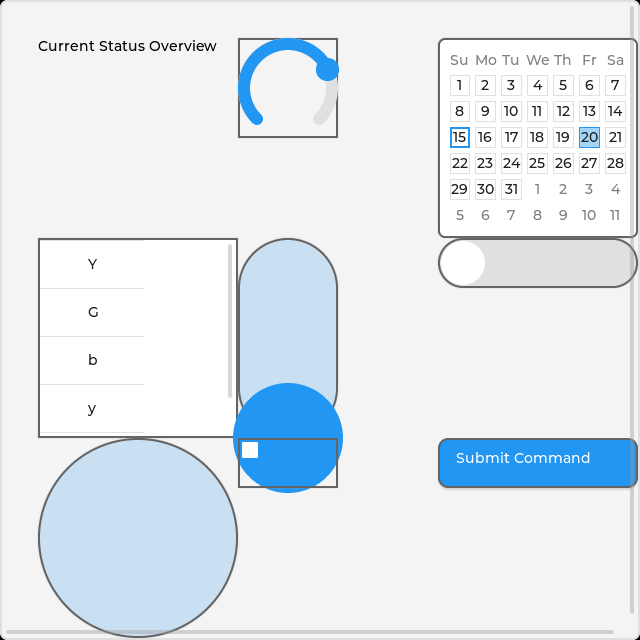 Current Status Overview
Su Mo Tu We Th Fr Sa
1 2 3 4 5 6 7
8 9 10 11 12 13 14
15 16 17 18 19 20 21
22 23 24 25 26 27 28
29 30 31 1 2 3 4
5 6 7 8 9 10 11
Y
G
b
y
Submit Command